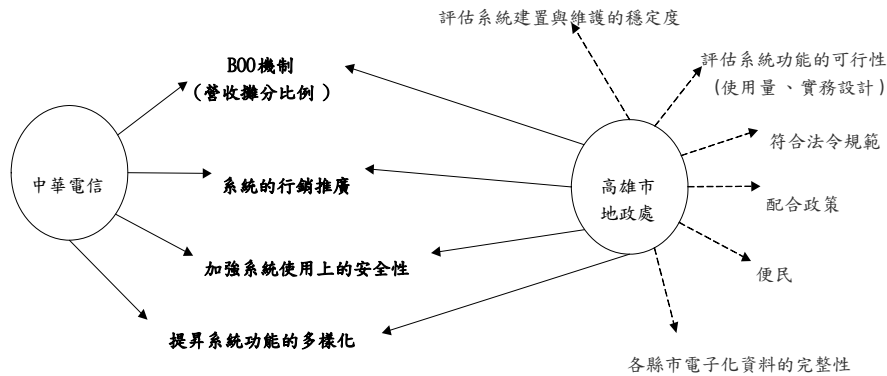 評估系統建置與維護的穩定度
BOO機制
(營收攤分比例)
評估系統功能的可行性
(使用量、實務設計)
符合法令規範
中華電信
系統的行銷推廣
高雄市
地政處
配合政策
加強系統使用上的安全性
便民
提昇系統功能的多樣化
各縣市電子化資料的完整性